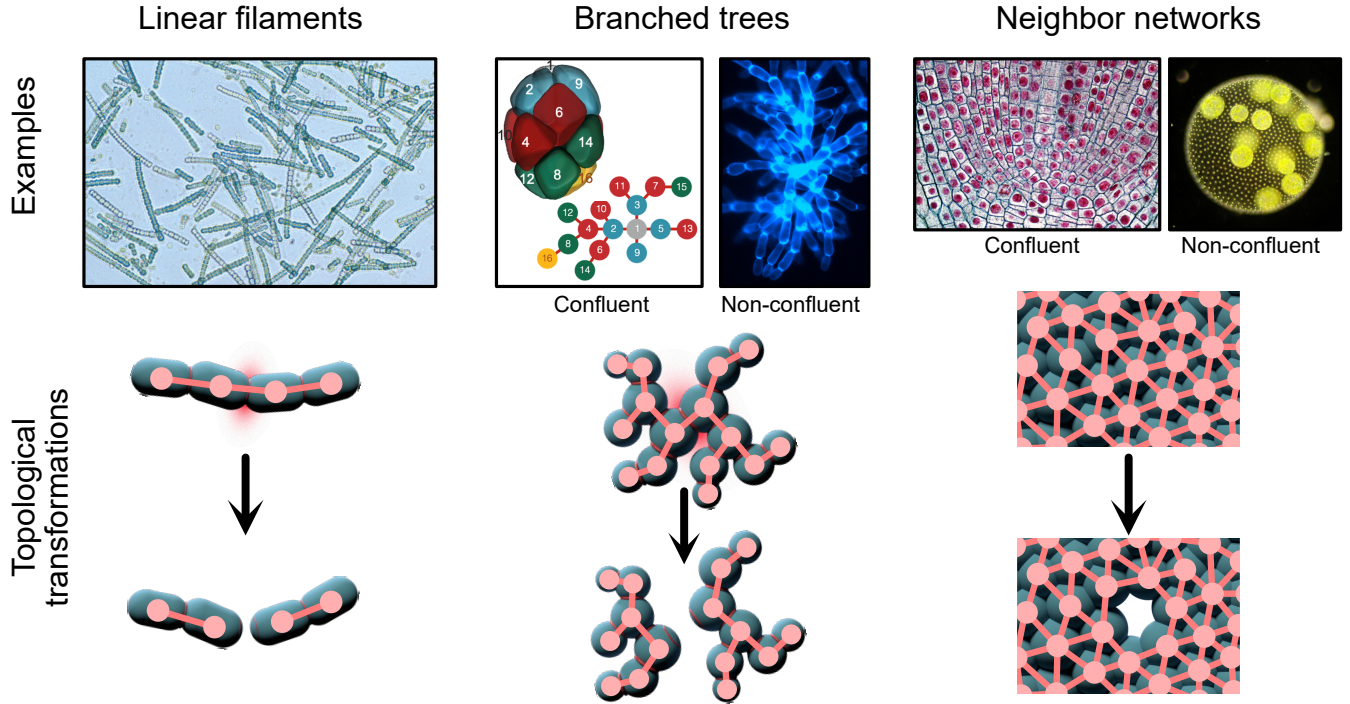 Linear filaments
Branched trees
Neighbor networks
Examples
1
2
9
6
10
4
14
12
8
16
11
7
15
3
12
10
4
2
1
5
13
8
6
9
16
14
Confluent
Non-confluent
Confluent
Non-confluent
Topological
transformations